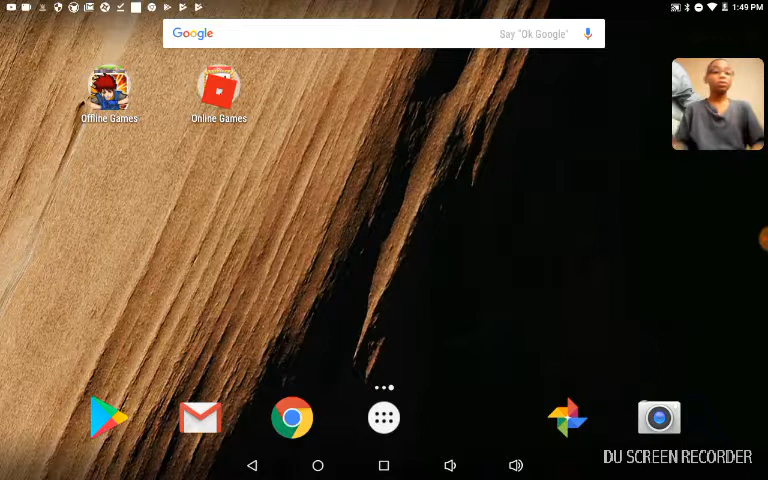 1:49 PM
Google Say "Ok Google"
Offline Games
Online Games
DU SCREEN RECORDER